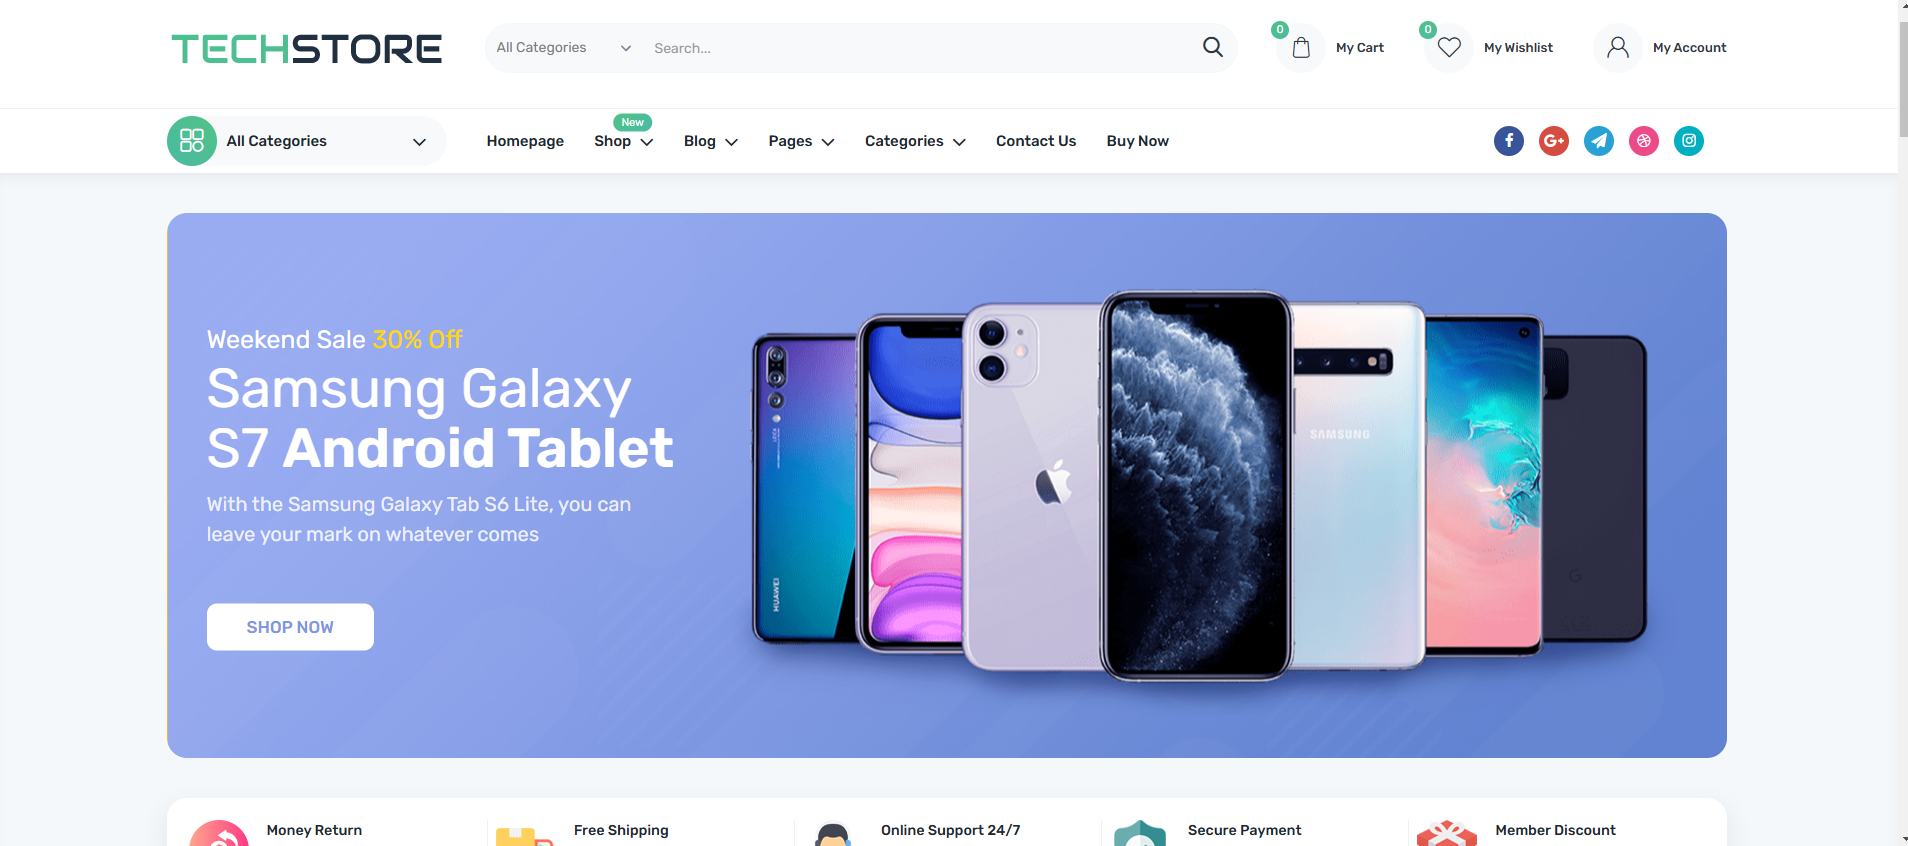 TECHSTORE
All Categories
Search...
0
My Cart
0
My Wishlist
My Account
All Categories
Homepage
New
Shop
Blog
Pages
Categories
Contact Us
Buy Now
Weekend Sale 30% Off
Samsung Galaxy
S7 Android Tablet
With the Samsung Galaxy Tab S6 Lite, you can
leave your mark on whatever comes
SHOP NOW
HUAWEI
SAMSUNG
Money Return
Free Shipping
Online Support 24/7
Secure Payment
Member Discount